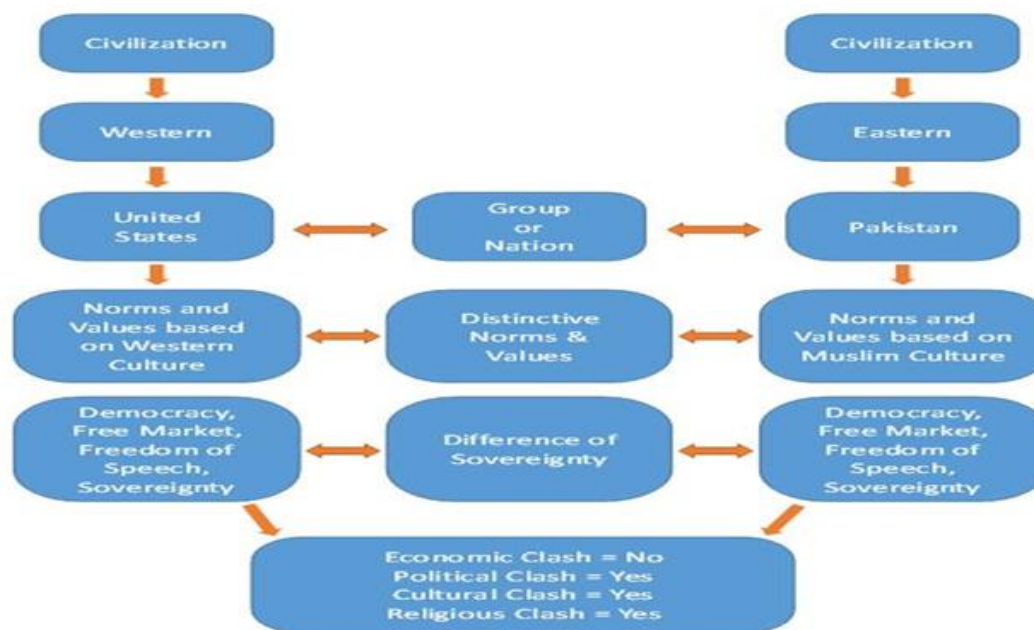 Civilization
Civilization
Western
Eastern
United
States
Group
or
Nation
Pakistan
Norms and
Values based
on Western
Culture
Distinctive
Norms &
Values
Norms and
Values based on
Muslim Culture
Democracy,
Free Market,
Freedom of
Speech,
Sovereignty
Difference of
Sovereignty
Democracy,
Free Market,
Freedom of
Speech,
Sovereignty
Economic Clash = No
Political Clash = Yes
Cultural Clash = Yes
Religious Clash = Yes